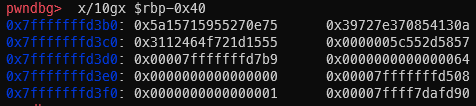 pwndbg> x/10gx $rbp-0x40
0x7fffffffd3b0: 0x5a15715955270e75 0x39727e370854130a
0x7fffffffd3c0: 0x3112464f721d1555 0x0000005c552d5857
0x7fffffffd3d0: 0x00007fffffffd7b9 0x0000000000000064
0x7fffffffd3e0: 0x0000000000000000 0x00007fffffffd508
0x7fffffffd3f0: 0x0000000000000001 0x00007ffff7dafd90